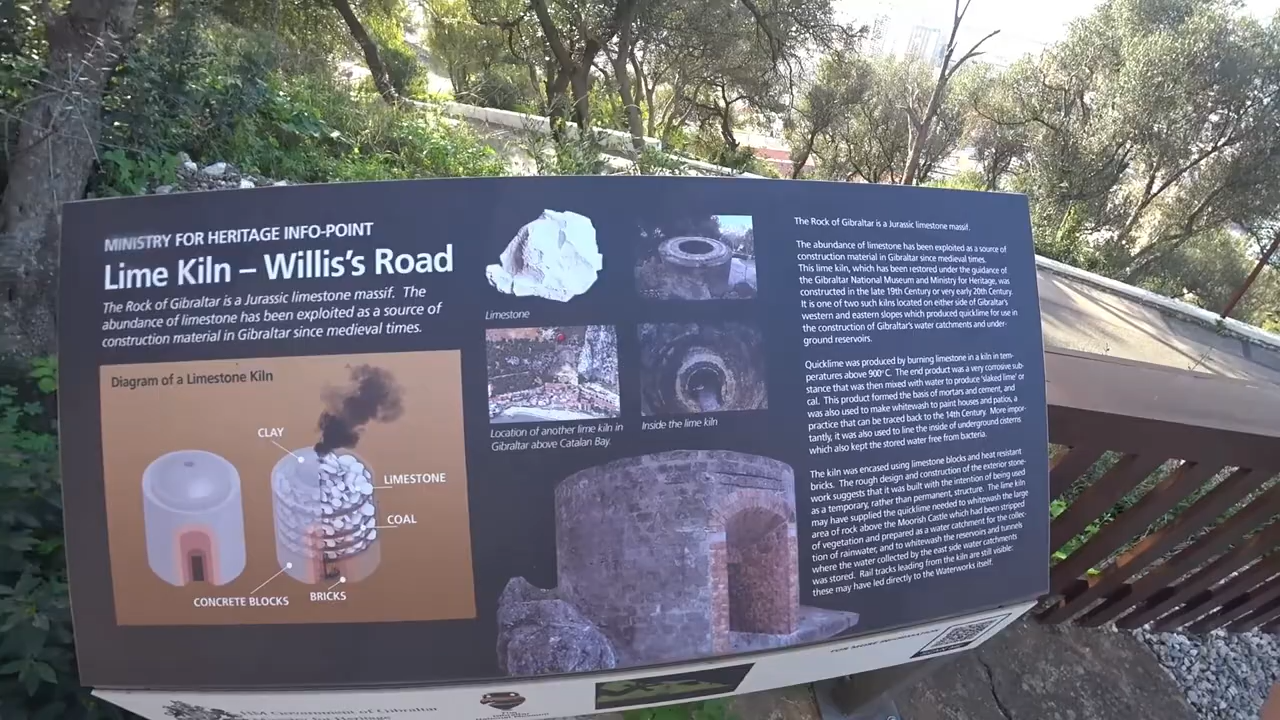 MINISTRY FOR HERITAGE INFO-POINT
Lime Kiln – Willis's Road
The Rock of Gibraltar is a Jurassic limestone massif. The
abundance of limestone has been exploited as a source of
construction material in Gibraltar since medieval times.
Diagram of a Limestone Kiln
CLAY
LIMESTONE
COAL
CONCRETE BLOCKS
BRICKS
Limestone
Location of another lime kiln in
Gibraltar above Catalan Bay.
Inside the lime kiln
The Rock of Gibraltar is a Jurassic limestone massif.
The abundance of limestone has been exploited as a source of
construction material in Gibraltar since medieval times.
This lime kiln, which has been restored under the guidance of
the Gibraltar National Museum and Ministry for Heritage, was
constructed in the late 19th Century or very early 20th Century.
It is one of two such kilns located on either side of Gibraltar's
western and eastern slopes which produced quicklime for use in
the construction of Gibraltar's water catchments and under-
ground reservoirs.
Quicklime was produced by burning limestone in a kiln in tem-
peratures above 900°C. The end product was a very corrosive sub-
stance that was then mixed with water to produce 'slaked lime' or
cal. This product formed the basis of mortars and cement, and
was also used to make whitewash to paint houses and patios, a
practice that can be traced back to the 14th Century. More impor-
tantly, it was also used to line the inside of underground cisterns
which also kept the stored water free from bacteria.
The kiln was encased using limestone blocks and heat resistant
bricks. The rough design and construction of the exterior stone-
work suggests that it was built with the intention of being used
as a temporary, rather than permanent, structure. The lime kiln
may have supplied the quicklime needed to whitewash the large
area of rock above the Moorish Castle which had been stripped
of vegetation and prepared as a water catchment for the collec-
tion of rainwater, and to whitewash the reservoirs and tunnels
where the water collected by the east side water catchments
was stored. Rail tracks leading from the kiln are still visible:
these may have led directly to the Waterworks itself.
FOR MORE INFORMATION
HM Government of Gibraltar
Ministry for Heritage